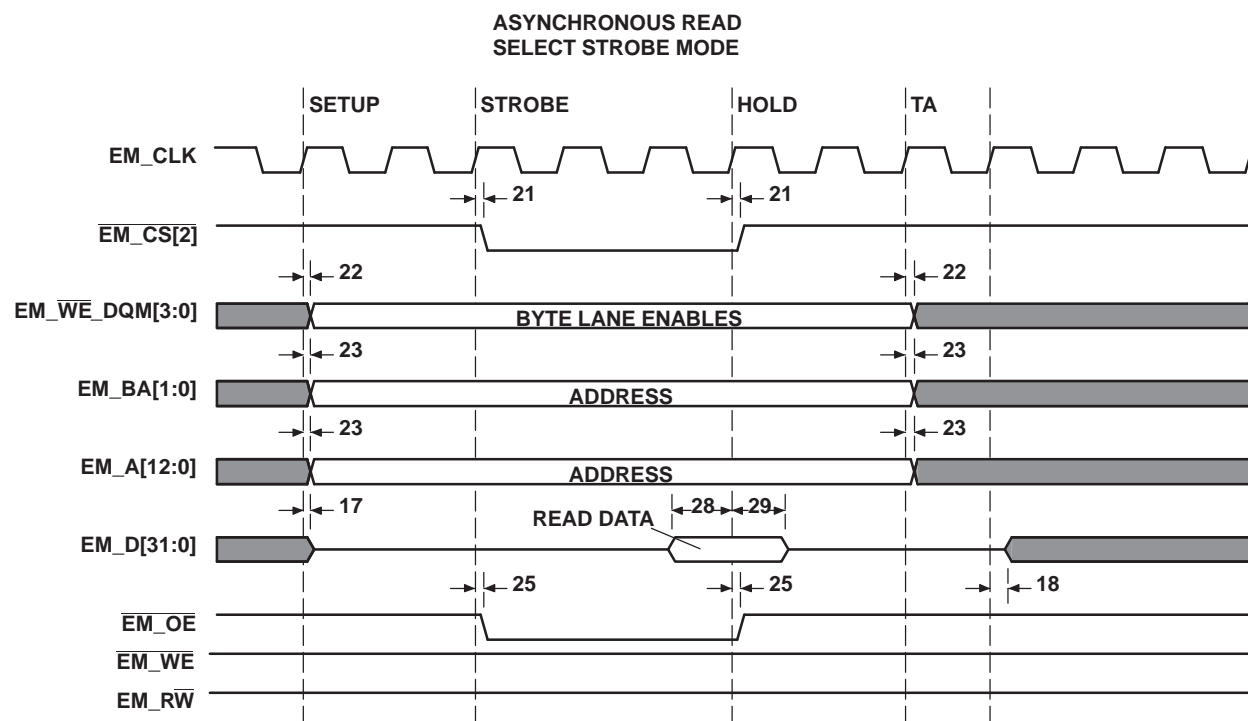 ASYNCHRONOUS READ
SELECT STROBE MODE
SETUP STROBE HOLD TA
EM_CLK
21 21
EM_CS[2]
22 22
EM_WE_DQM[3:0] BYTE LANE ENABLES
23 23
EM_BA[1:0] ADDRESS
23 23
EM_A[12:0] ADDRESS
17 28 29
READ DATA
EM_D[31:0]
25 25 18
EM_OE
EM_WE
EM_RW